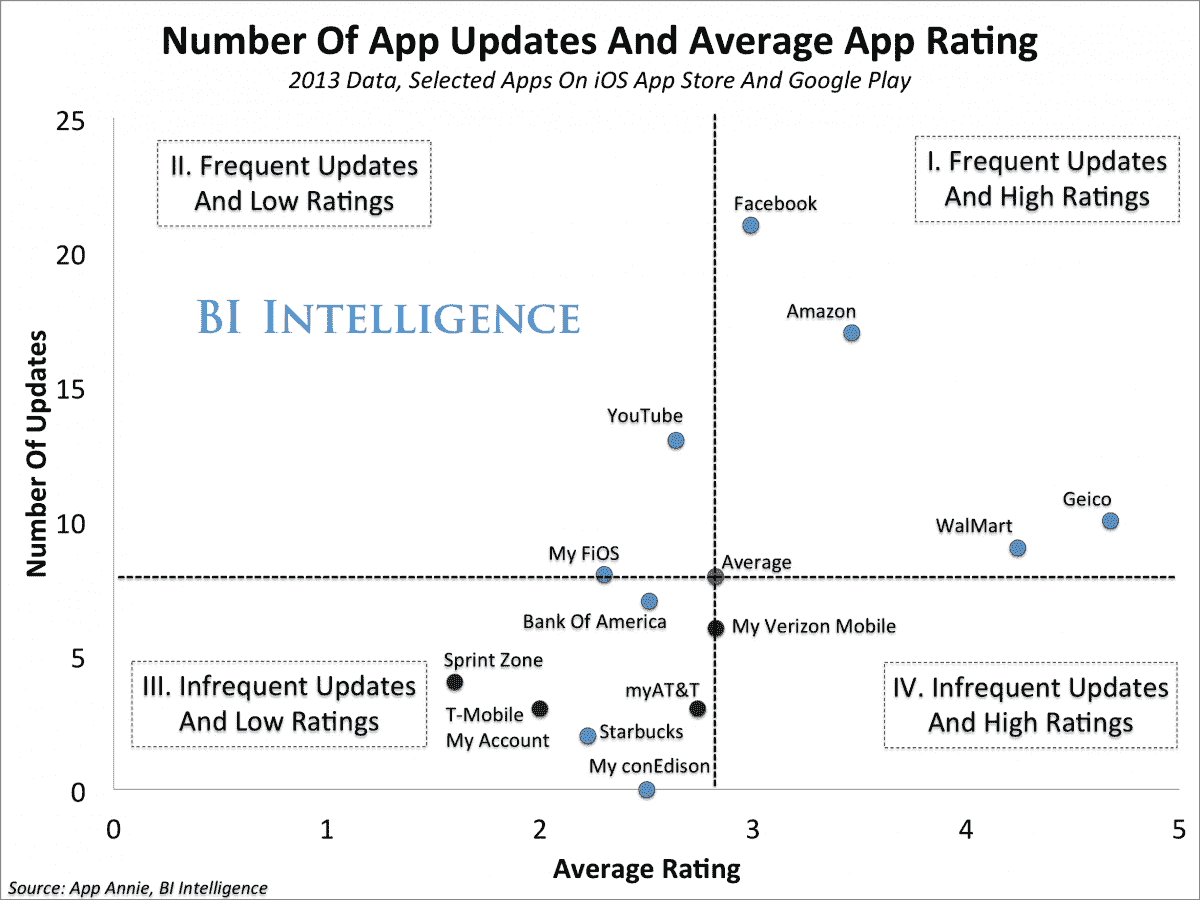 Number Of App Updates And Average App Rating
2013 Data, Selected Apps On iOS App Store And Google Play
25
II. Frequent Updates
And Low Ratings
I. Frequent Updates
And High Ratings
Facebook
20
BI INTELLIGENCE
Amazon
Number Of Updates
15
YouTube
Geico
10
WalMart
My FiOS
Average
Bank Of America
My Verizon Mobile
5
Sprint Zone
III. Infrequent Updates
And Low Ratings
myAT&T
IV. Infrequent Updates
And High Ratings
T-Mobile
My Account
Starbucks
My conEdison
0
0
1
2
3
4
5
Average Rating
Source: App Annie, BI Intelligence